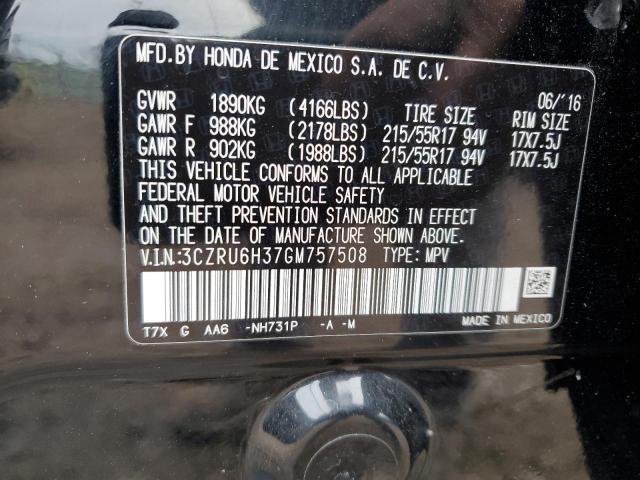 MFD. BY HONDA DE MEXICO S.A. DE C.V.
06/'16
GVWR 1890KG (4166LBS) TIRE SIZE RIM SIZE
GAWR F 988KG (2178LBS) 215/55R17 94V 17X7.5J
GAWR R 902KG (1988LBS) 215/55R17 94V 17X7.5J
THIS VEHICLE CONFORMS TO ALL APPLICABLE
FEDERAL MOTOR VEHICLE SAFETY
AND THEFT PREVENTION STANDARDS IN EFFECT
ON THE DATE OF MANUFACTURE SHOWN ABOVE.
V.I.N.:3CZRU6H37GM757508 TYPE: MPV
T7X G AA6 -NH731P -A -M MADE IN MEXICO